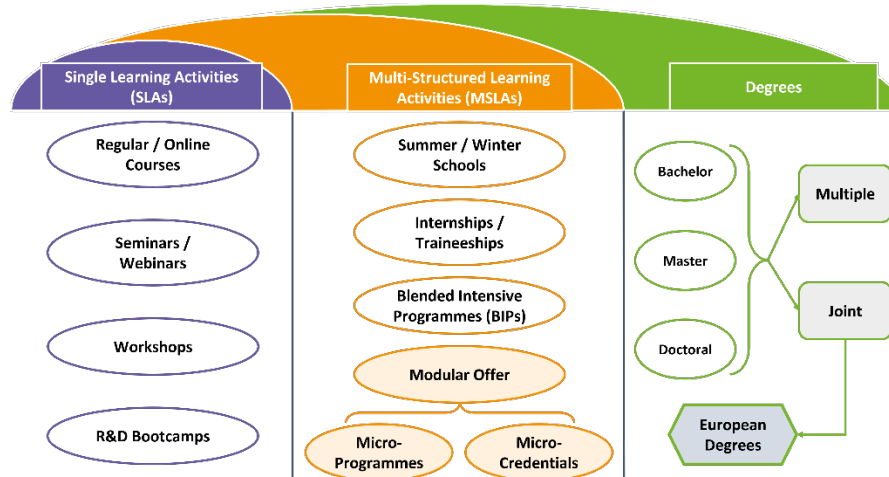 Single Learning Activities
(SLAs)
Multi-Structured Learning
Activities (MSLAs)
Degrees
Regular / Online
Courses
Seminars /
Webinars
Workshops
R&D Bootcamps
Summer / Winter
Schools
Internships /
Traineeships
Blended Intensive
Programmes (BIPs)
Modular Offer
Micro-
Programmes
Micro-
Credentials
Bachelor
Master
Doctoral
Multiple
Joint
European
Degrees